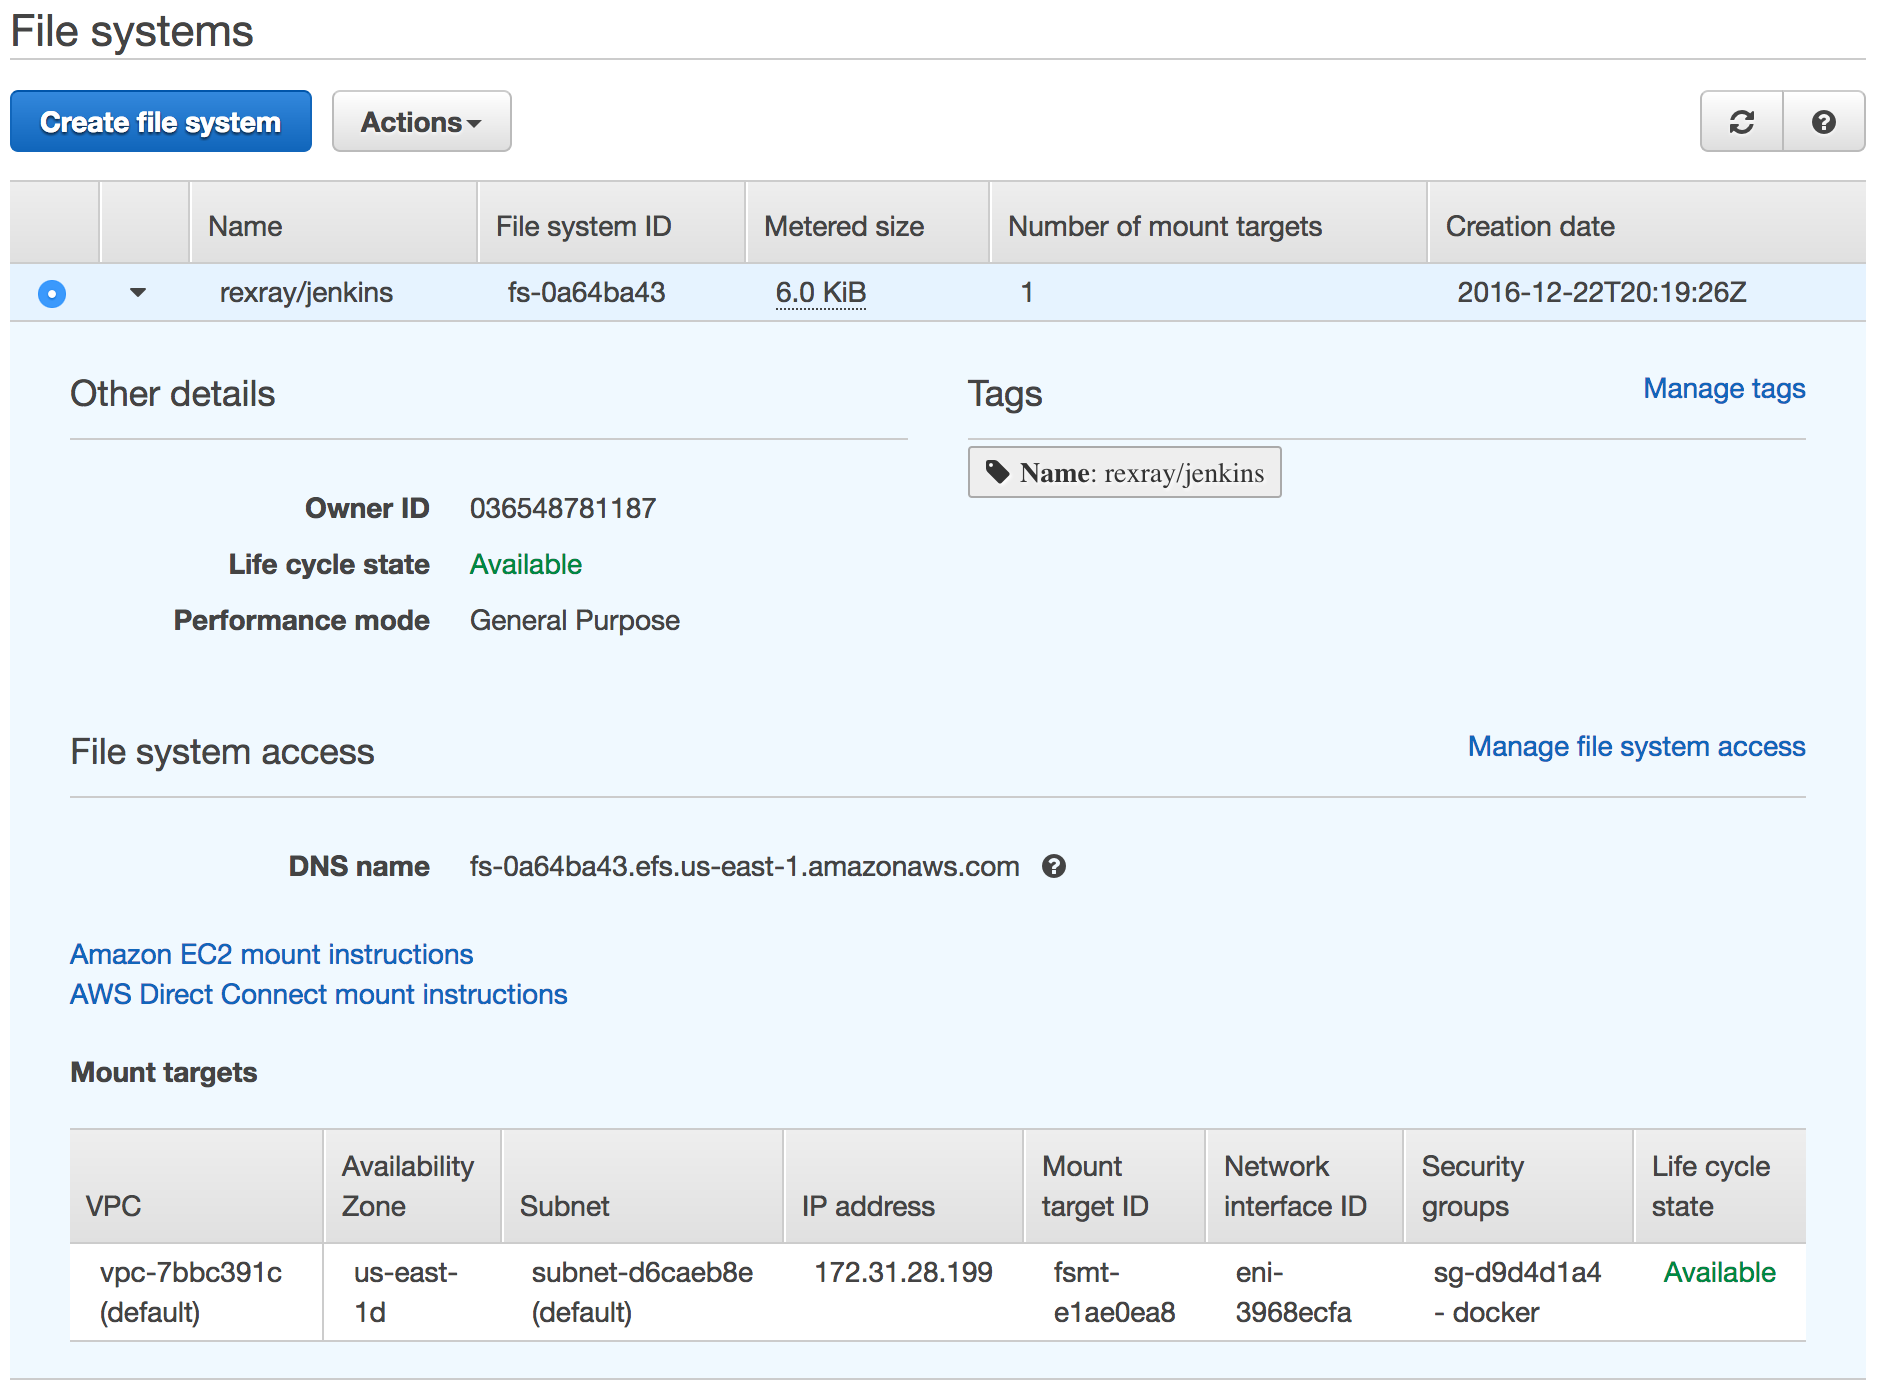 File systems
Create file system Actions
Name File system ID Metered size Number of mount targets Creation date
rexray/jenkins fs-0a64ba43 6.0 KiB 1 2016-12-22T20:19:26Z
Other details
Tags
Manage tags
Name: rexray/jenkins
Owner ID 036548781187
Life cycle state Available
Performance mode General Purpose
File system access
Manage file system access
DNS name fs-0a64ba43.efs.us-east-1.amazonaws.com
Amazon EC2 mount instructions
AWS Direct Connect mount instructions
Mount targets
VPC
Availability
Zone
Subnet
IP address
Mount
target ID
Network
interface ID
Security
groups
Life cycle
state
vpc-7bbc391c
(default)
us-east-
1d
subnet-d6caeb8e
(default)
172.31.28.199
fsmt-
e1ae0ea8
eni-
3968ecfa
sg-d9d4d1a4
- docker
Available